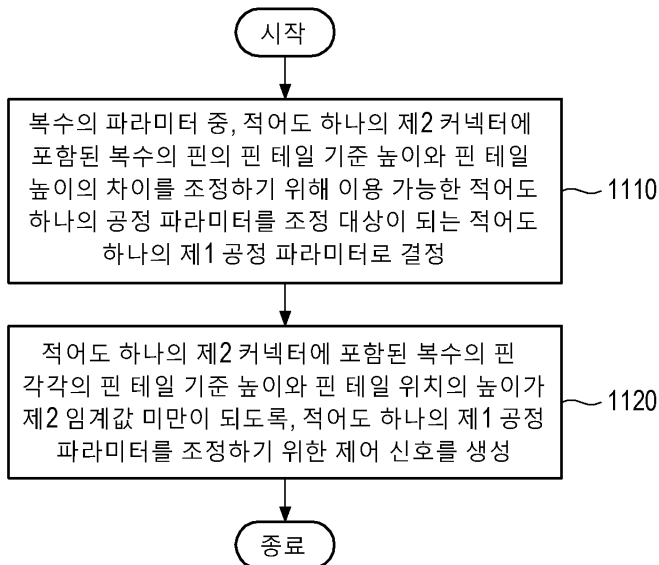 시작
복수의 파라미터 중, 적어도 하나의 제2 커넥터에
포함된 복수의 핀의 핀 테일 기준 높이와 핀 테일
높이의 차이를 조정하기 위해 이용 가능한 적어도
하나의 공정 파라미터를 조정 대상이 되는 적어도
하나의 제1 공정 파라미터로 결정
1110
적어도 하나의 제2 커넥터에 포함된 복수의 핀
각각의 핀 테일 기준 높이와 핀 테일 위치의 높이가
제2 임계값 미만이 되도록, 적어도 하나의 제1 공정
파라미터를 조정하기 위한 제어 신호를 생성
1120
종료